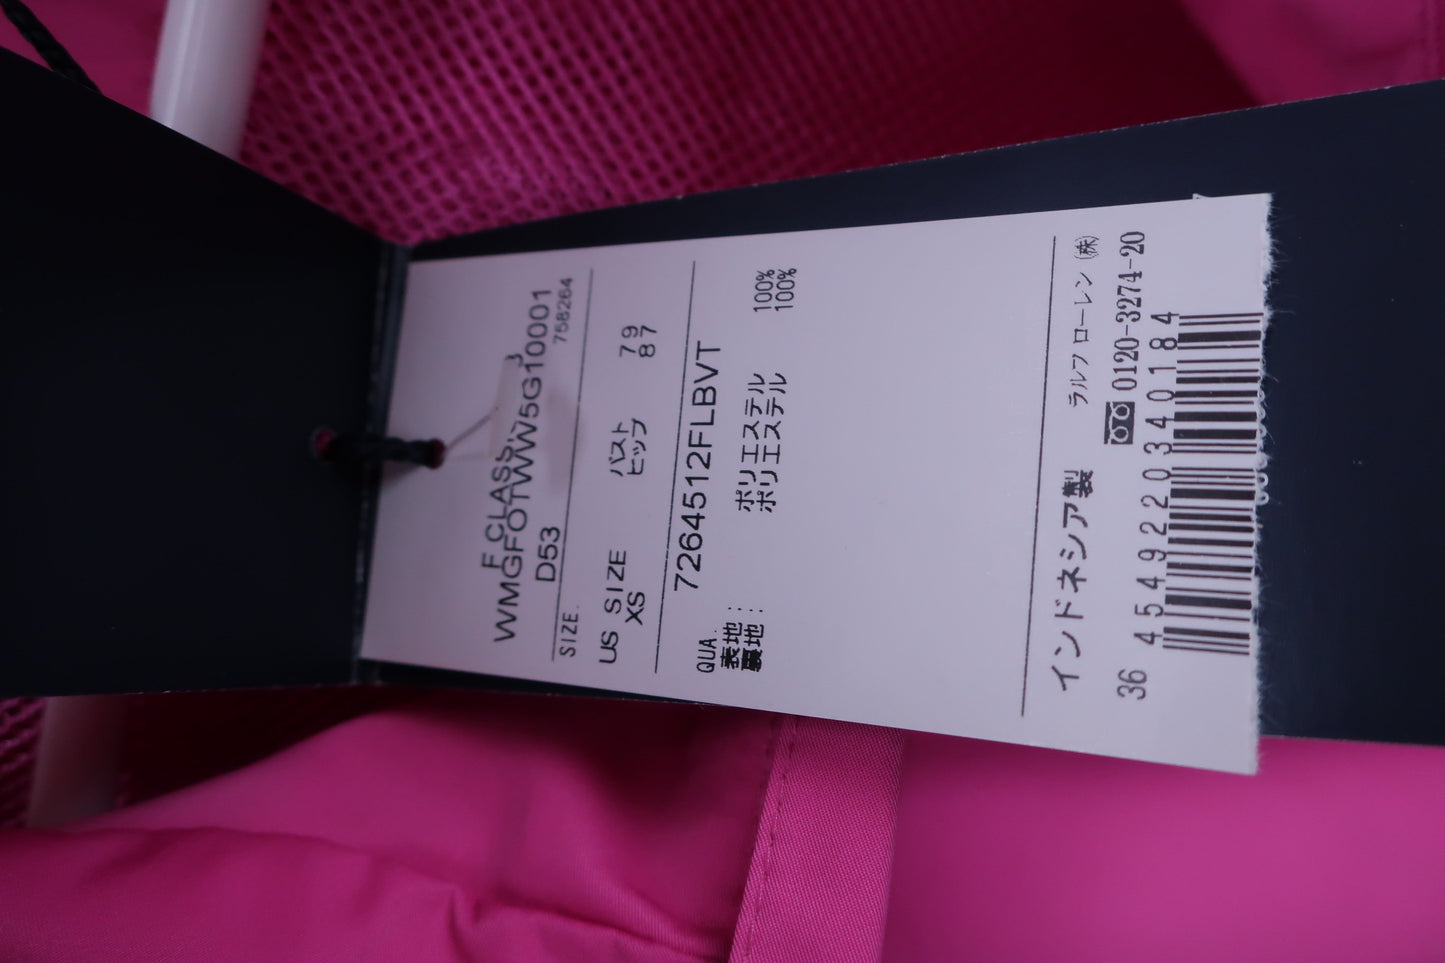 F CLASSIC
WMGFOTWW5G10001
D53 758264
SIZE.
US SIZE バスト 79
XS ヒップ 87
7264512FLBVT
QUA.
表地: ポリエステル 100%
裏地: ポリエステル 100%
インドネシア製 ラルフ ローレン (株)
0120-3274-20
36 4549220340184